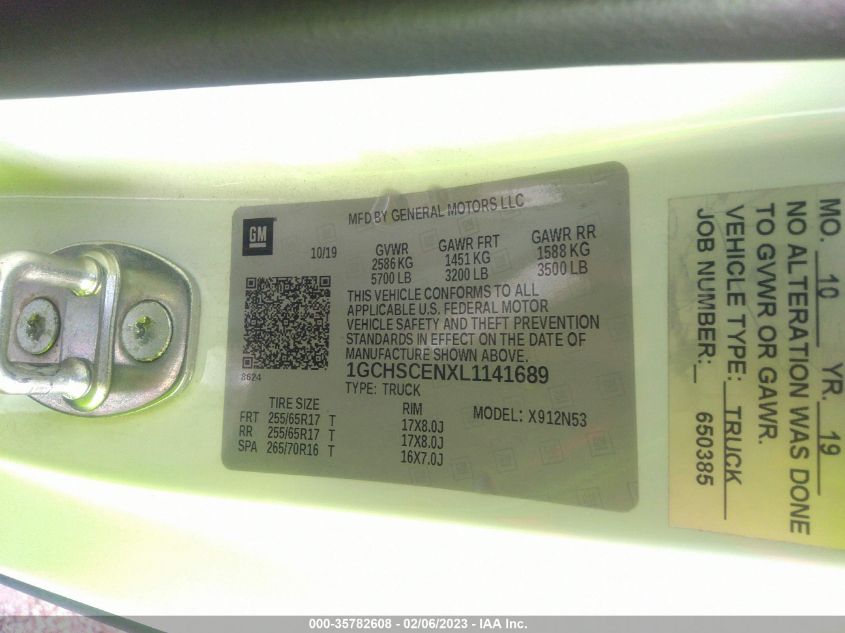 GM
MFD BY GENERAL MOTORS LLC
10/19
GVWR
2586 KG
5700 LB
GAWR FRT
1451 KG
3200 LB
GAWR RR
1588 KG
3500 LB
THIS VEHICLE CONFORMS TO ALL
APPLICABLE U.S. FEDERAL MOTOR
VEHICLE SAFETY AND THEFT PREVENTION
STANDARDS IN EFFECT ON THE DATE OF
MANUFACTURE SHOWN ABOVE.
8624
1GCHSCENXL1141689
TYPE: TRUCK
TIRE SIZE
RIM
MODEL: X912N53
FRT 255/65R17 T 17X8.0J
RR 255/65R17 T 17X8.0J
SPA 265/70R16 T 16X7.0J
MO. 10 YR. 19
NO ALTERATION WAS DONE
TO GVWR OR GAWR.
VEHICLE TYPE: TRUCK
JOB NUMBER: 650385
000-35782608 - 02/06/2023 - IAA Inc.